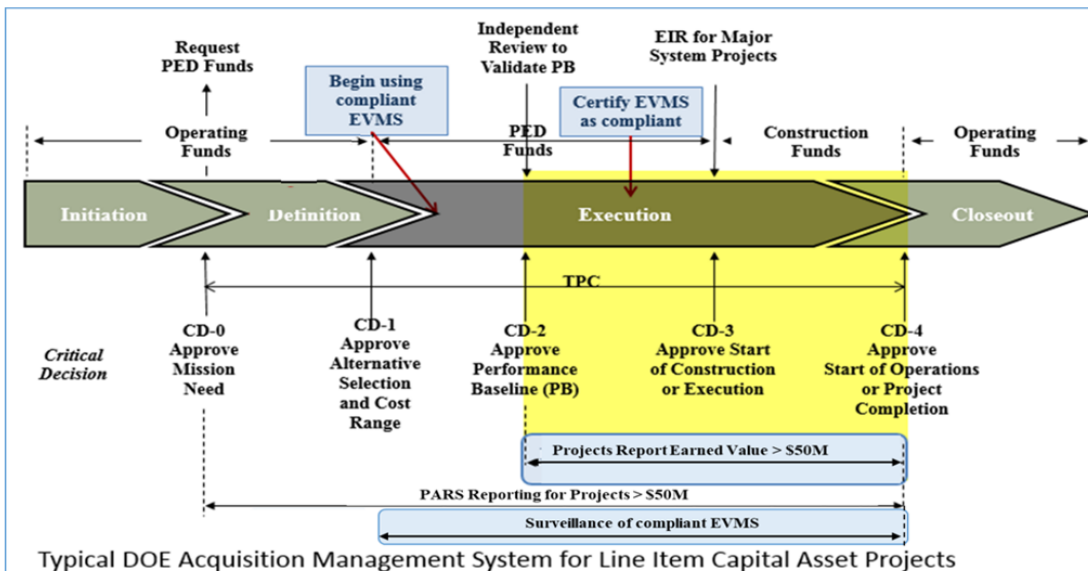 Request
PED Funds
Independent
Review to
Validate PB
EIR for Major
System Projects
Begin using
compliant
EVMS
Certify EVMS
as compliant
Operating
Funds
PED
Funds
Construction
Funds
Operating
Funds
Initiation
Definition
Execution
Closeout
TPC
Critical
Decision
CD-0
Approve
Mission
Need
CD-1
Approve
Alternative
Selection
and Cost
Range
CD-2
Approve
Performance
Baseline (PB)
CD-3
Approve Start
of Construction
or Execution
CD-4
Approve
Start of Operations
or Project
Completion
Projects Report Earned Value > $50M
PARS Reporting for Projects > $50M
Surveillance of compliant EVMS
Typical DOE Acquisition Management System for Line Item Capital Asset Projects